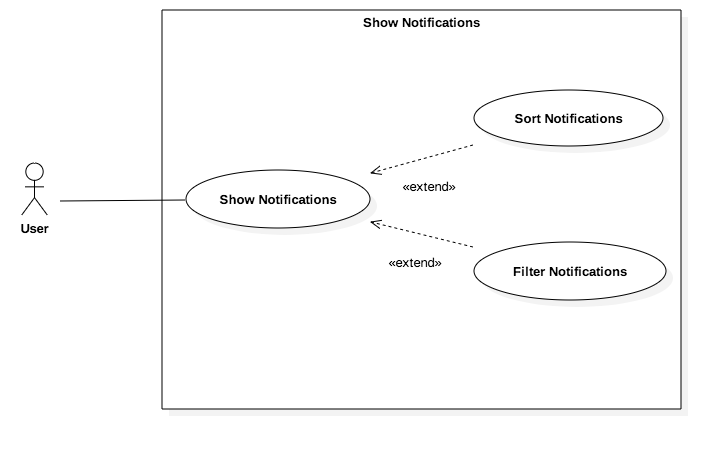 Show Notifications
Sort Notifications
«extend»
Show Notifications
User
«extend»
Filter Notifications